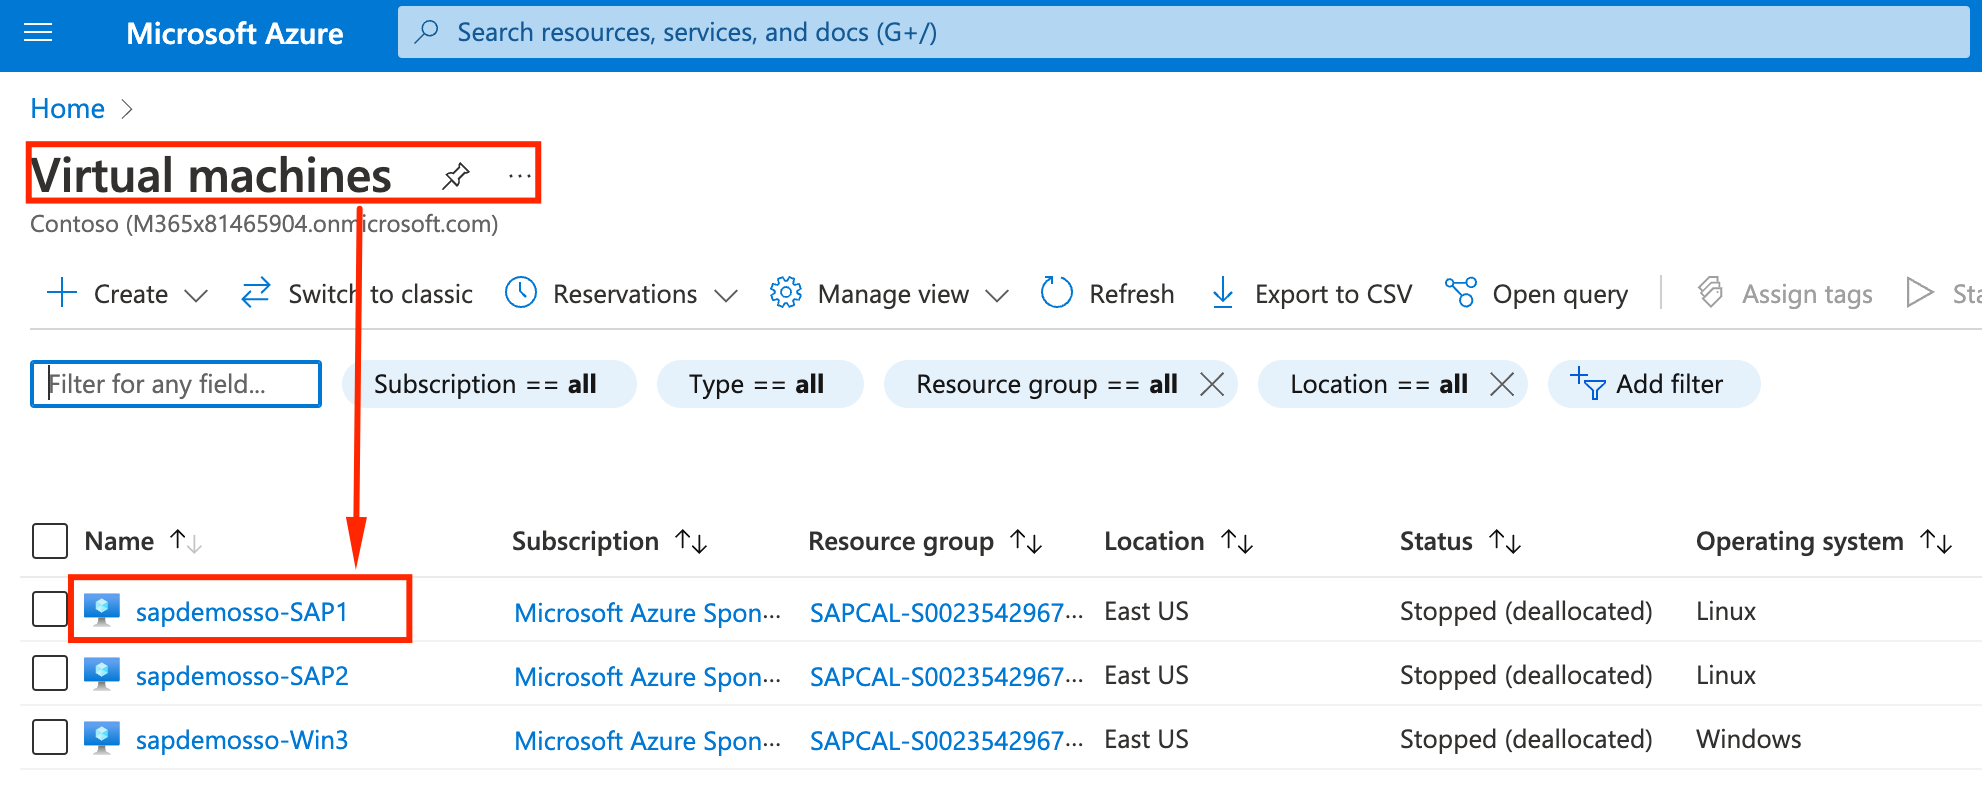 Microsoft Azure Search resources, services, and docs (G+/)
Home
Virtual machines ...
Contoso (M365x81465904.onmicrosoft.com)
Create Switch to classic Reservations Manage view Refresh Export to CSV Open query Assign tags
Filter for any field... Subscription == all Type == all Resource group == all Location == all Add filter
Name Subscription Resource group Location Status Operating system
sapdemosso-SAP1 Microsoft Azure Spon... SAPCAL-S0023542967... East US Stopped (deallocated) Linux
sapdemosso-SAP2 Microsoft Azure Spon... SAPCAL-S0023542967... East US Stopped (deallocated) Linux
sapdemosso-Win3 Microsoft Azure Spon... SAPCAL-S0023542967... East US Stopped (deallocated) Windows